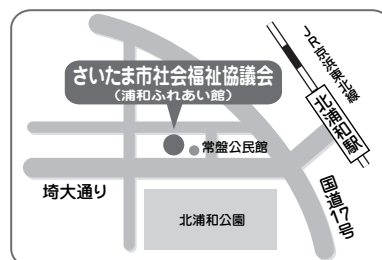 さいたま市社会福祉協議会
（浦和ふれあい館）
JR京浜東北線
北浦和駅
常盤公民館
埼大通り
北浦和公園
国道17号